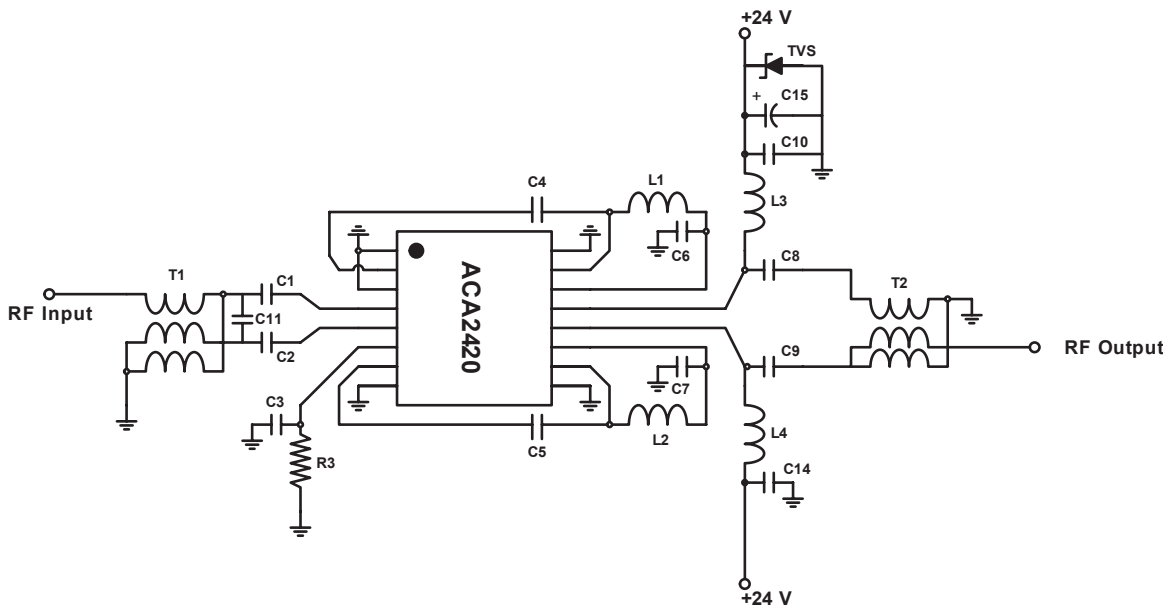 +24 V
TVS
+
C15
C10
L1
C4
L3
C6
C8
T1
C1
T2
RF Input
C11
ACA2420
C2
C9
RF Output
C7
C3
L4
R3
C5
L2
C14
+24 V